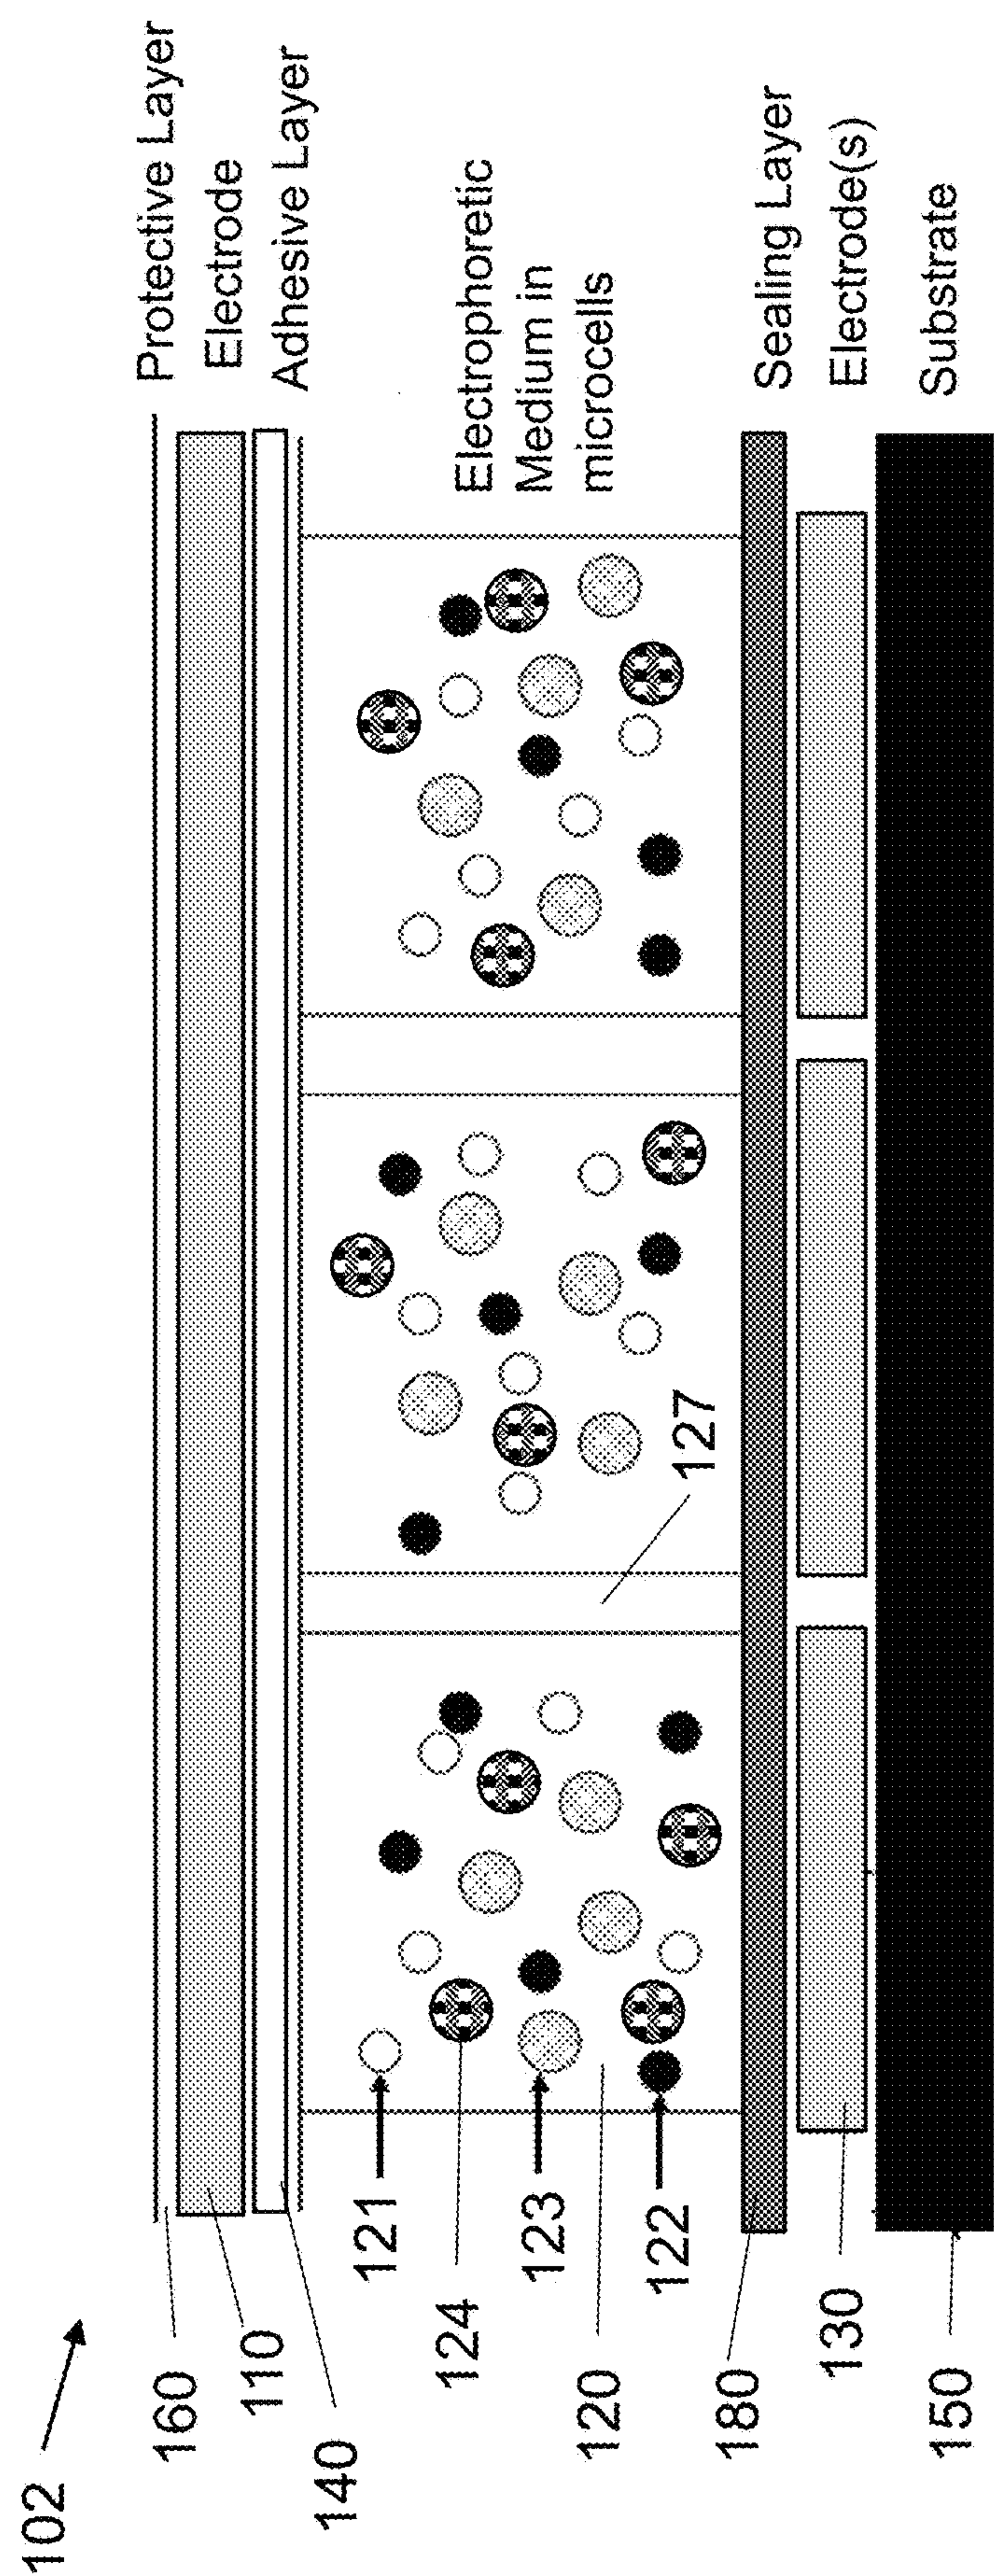 102
160
110
140
121
124
123
120
122
180
130
150
127
Protective Layer
Electrode
Adhesive Layer
Electrophoretic
Medium in
microcells
Sealing Layer
Electrode(s)
Substrate